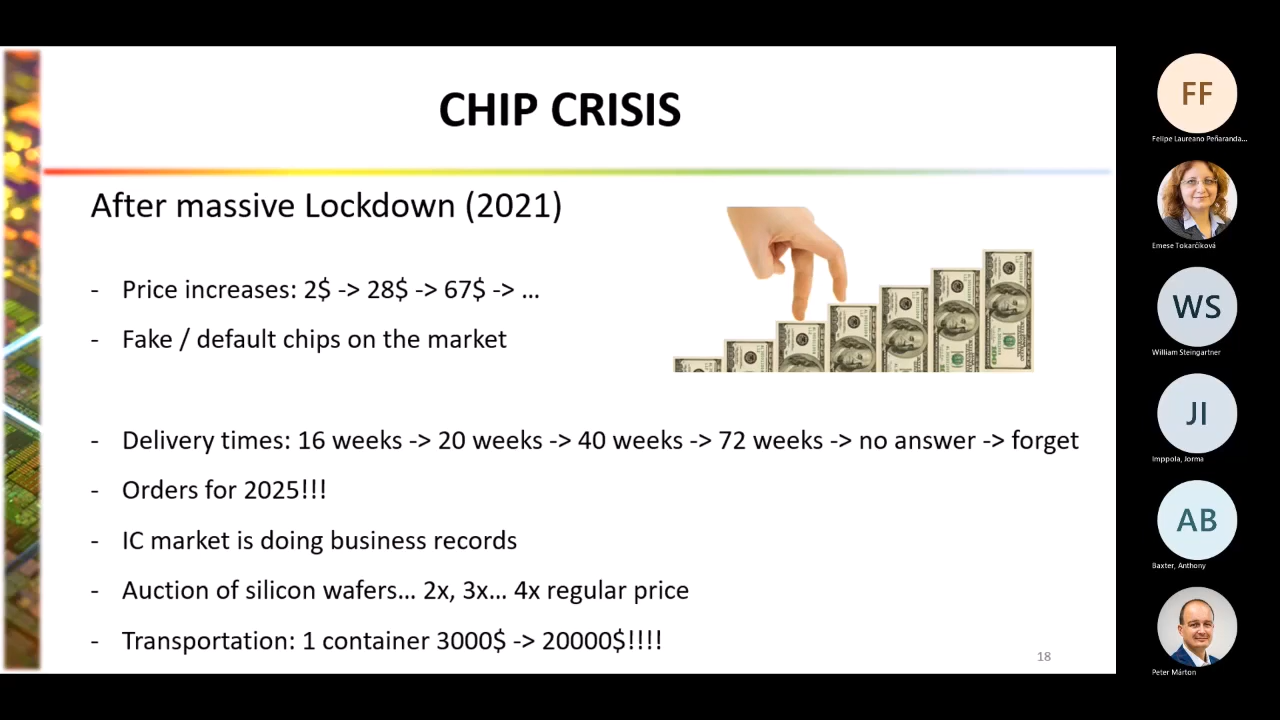 CHIP CRISIS
After massive Lockdown (2021)
- Price increases: 2$ -> 28$ -> 67$ -> ...
- Fake / default chips on the market
- Delivery times: 16 weeks -> 20 weeks -> 40 weeks -> 72 weeks -> no answer -> forget
- Orders for 2025!!!
- IC market is doing business records
- Auction of silicon wafers... 2x, 3x... 4x regular price
- Transportation: 1 container 3000$ -> 20000$!!!!
18
FF
Felipe Laureano Peñaranda...
Emese Tokarčíková
WS
William Steingartner
JI
Imppola, Jorma
AB
Baxter, Anthony
Peter Márton